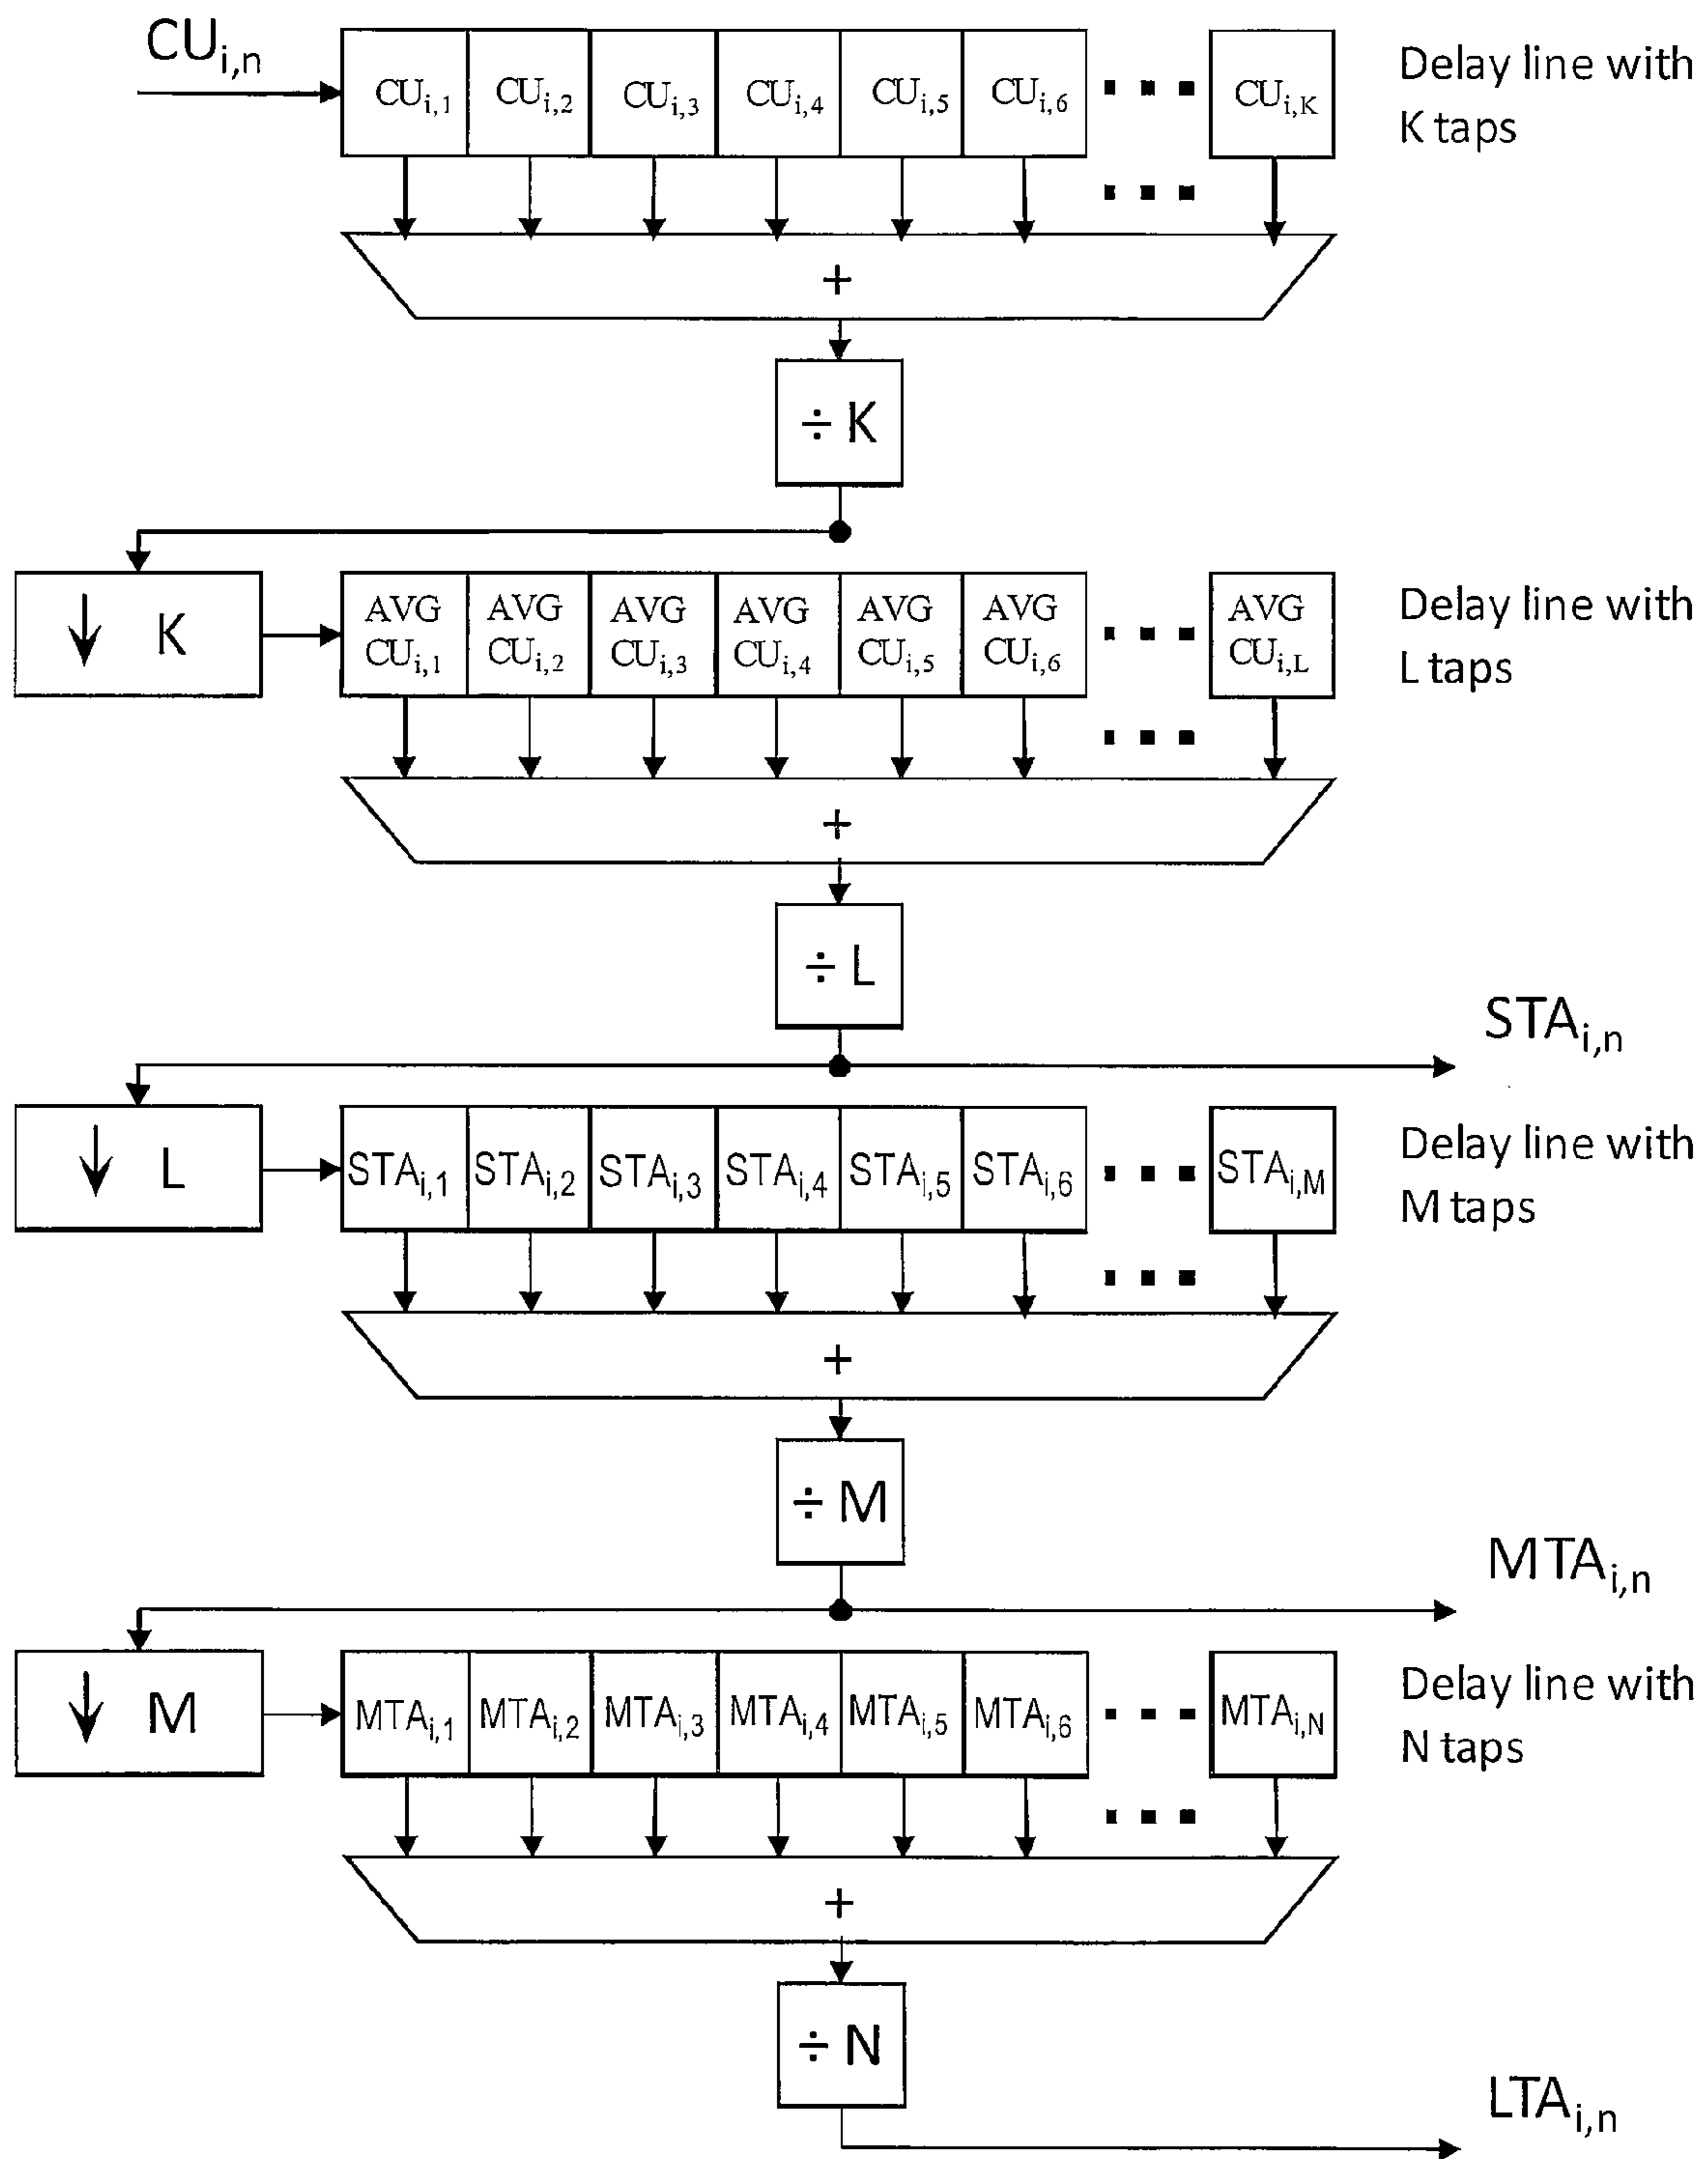 CUi,n
CUi,1 CUi,2 CUi,3 CUi,4 CUi,5 CUi,6 ... CUi,K
Delay line with
K taps
+
÷ K
↓ K
AVG CUi,1 AVG CUi,2 AVG CUi,3 AVG CUi,4 AVG CUi,5 AVG CUi,6 ... AVG CUi,L
Delay line with
L taps
+
÷ L
STAi,n
↓ L
STAi,1 STAi,2 STAi,3 STAi,4 STAi,5 STAi,6 ... STAi,M
Delay line with
M taps
+
÷ M
MTAi,n
↓ M
MTAi,1 MTAi,2 MTAi,3 MTAi,4 MTAi,5 MTAi,6 ... MTAi,N
Delay line with
N taps
+
÷ N
LTAi,n